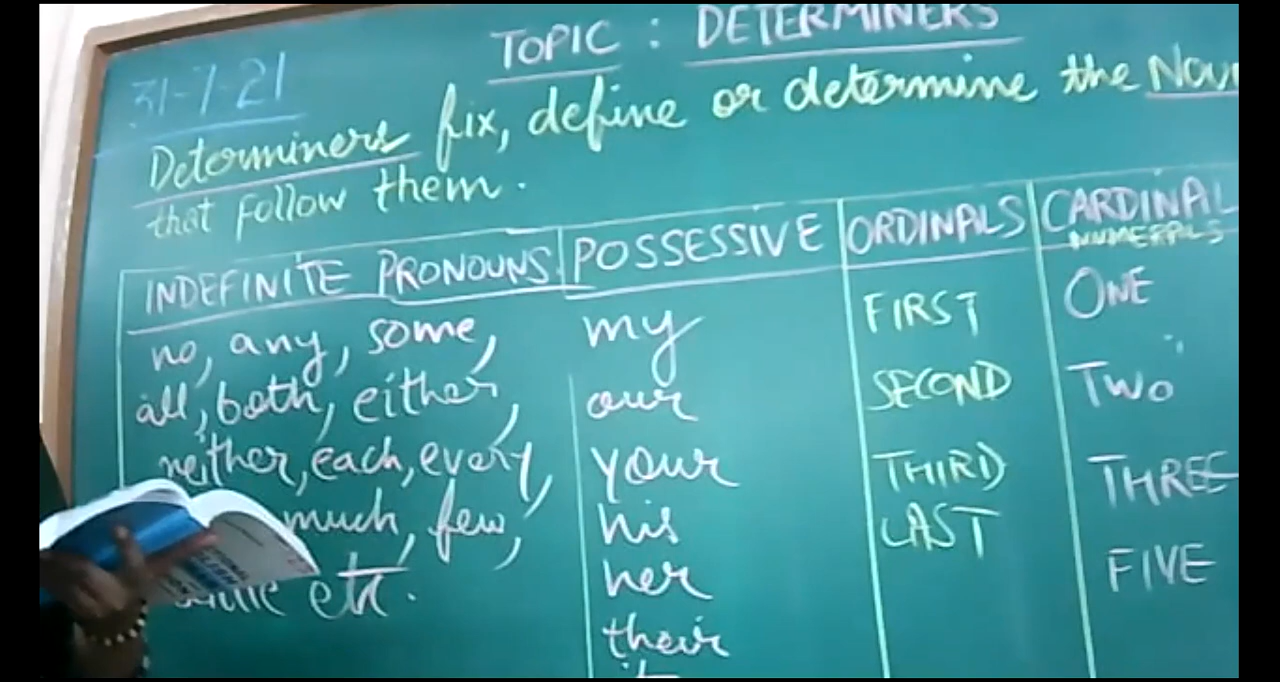 TOPIC : DETERMINERS
31-7-21
Determiners fix, define or determine the
that follow them.
INDEFINITE PRONOUNS POSSESSIVE ORDINALS CARDINAL
NUMERALS
no, any, some, my FIRST ONE
all, both, either, our SECOND TWO
neither, each, every, your THIRD THREE
much, few, his LAST FIVE
etc. her
their